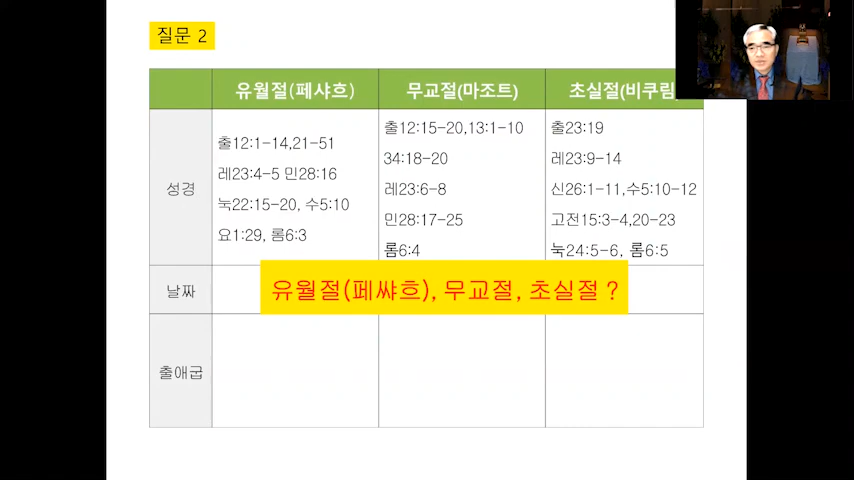 질문 2
유월절(페샤흐) 무교절(마조트) 초실절(비쿠림
성경
출12:1-14,21-51
레23:4-5 민28:16
눅22:15-20, 수5:10
요1:29, 롬6:3
출12:15-20,13:1-10
34:18-20
레23:6-8
민28:17-25
롬6:4
출23:19
레23:9-14
신26:1-11,수5:10-12
고전15:3-4,20-23
눅24:5-6, 롬6:5
날짜
유월절(페쌰흐), 무교절, 초실절 ?
출애굽